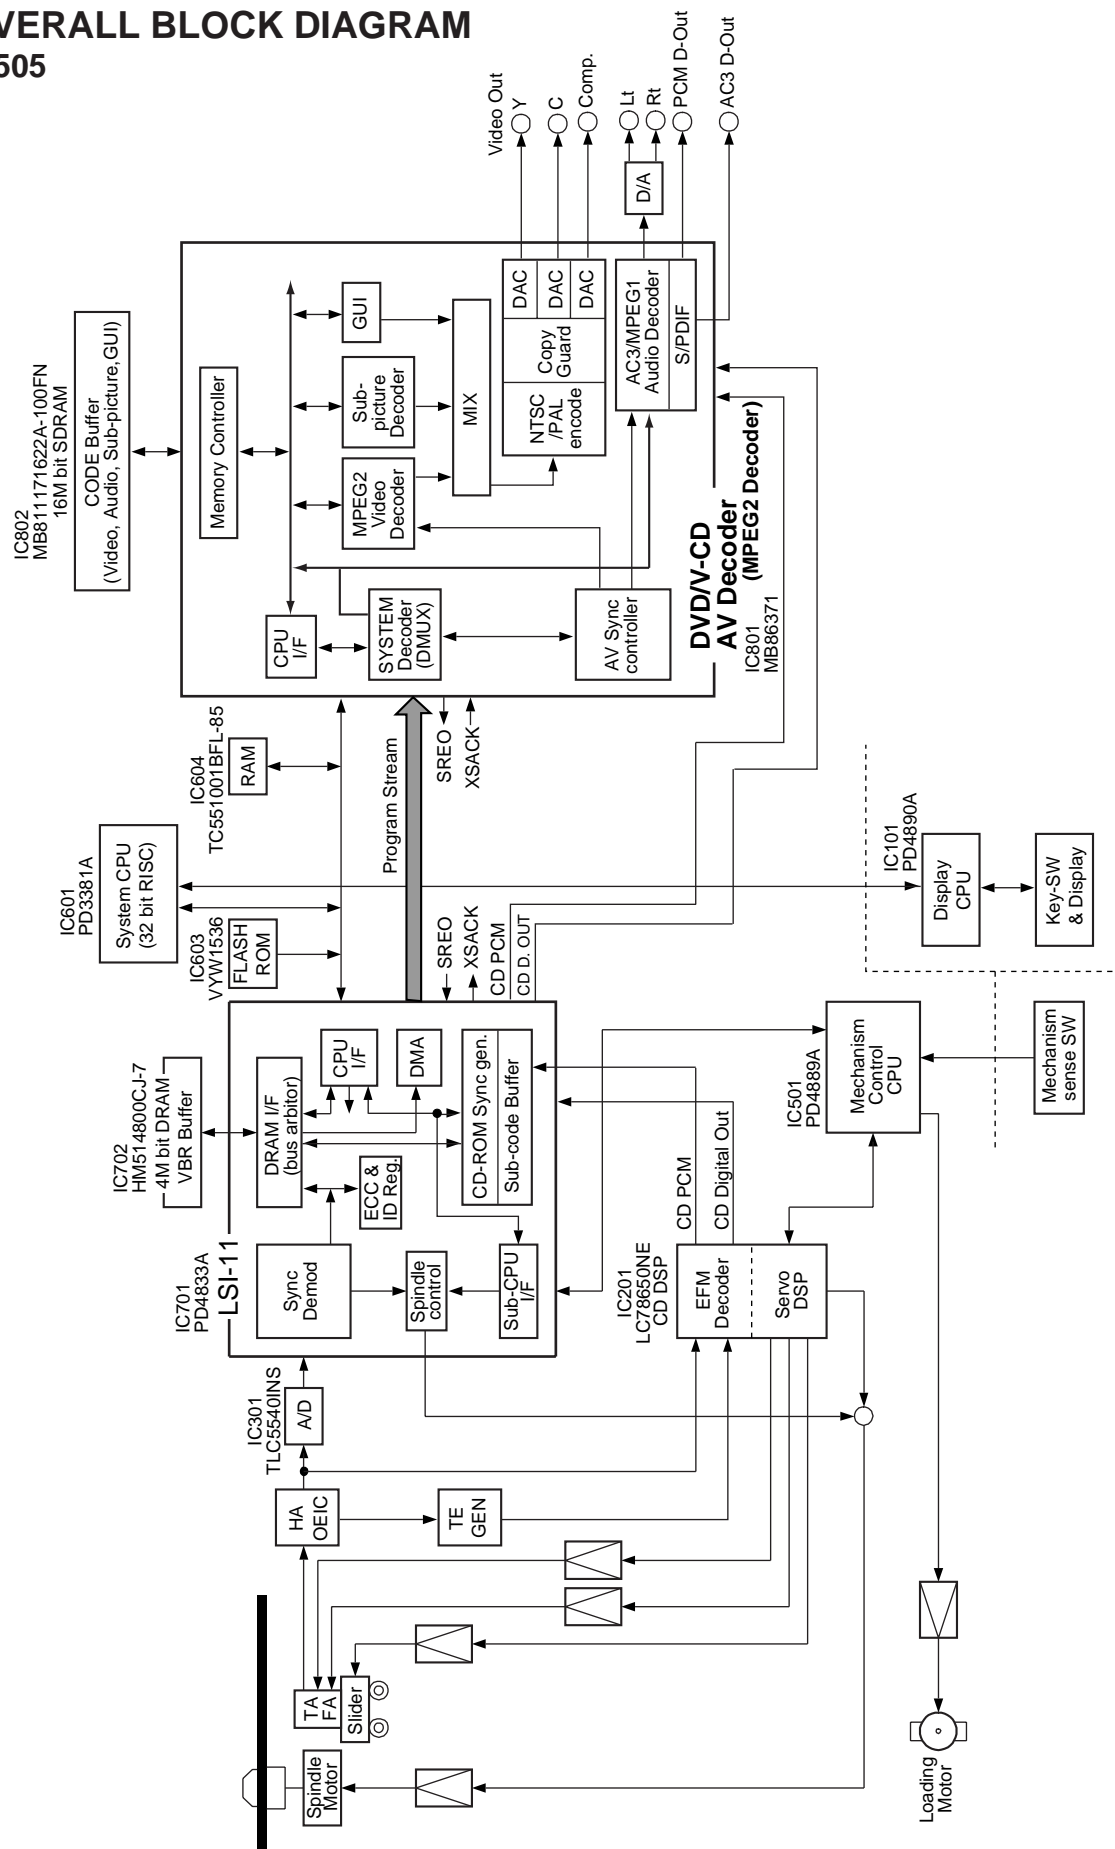 VERALL BLOCK DIAGRAM
505
Video Out
Y
C
Comp.
Lt
Rt
PCM D-Out
AC3 D-Out
D/A
IC802
MB811171622A-100FN
16M bit SDRAM
CODE Buffer
(Video, Audio, Sub-picture,GUI)
Memory Controller
GUI
Sub-
picture
Decoder
MPEG2
Video
Decoder
MIX
DAC
DAC
DAC
Copy
Guard
NTSC
/PAL
encode
AC3/MPEG1
Audio Decoder
S/PDIF
CPU
I/F
SYSTEM
Decoder
(DMUX)
AV Sync
controller
DVD/V-CD
AV Decoder
(MPEG2 Decoder)
IC801
MB86371
IC604
TC551001BFL-85
RAM
Program Stream
SREO
XSACK
IC601
PD3381A
System CPU
(32 bit RISC)
IC603
VYW1536
FLASH
ROM
SREO
XSACK
CD PCM
CD D. OUT
IC101
PD4890A
Display
CPU
Key-SW
& Display
IC702
HM514800CJ-7
4M bit DRAM
VBR Buffer
DRAM I/F
(bus arbitor)
CPU
I/F
DMA
CD-ROM Sync gen.
Sub-code Buffer
ECC &
ID Reg.
IC701
PD4833A
LSI-11
Sync
Demod
Spindle
control
Sub-CPU
I/F
CD PCM
CD Digital Out
IC501
PD4889A
Mechanism
Control
CPU
Mechanism
sense SW
IC201
LC78650NE
CD DSP
EFM
Decoder
Servo
DSP
IC301
TLC5540INS
A/D
HA
OEIC
TE
GEN
TA
FA
Slider
Spindle
Motor
Loading
Motor